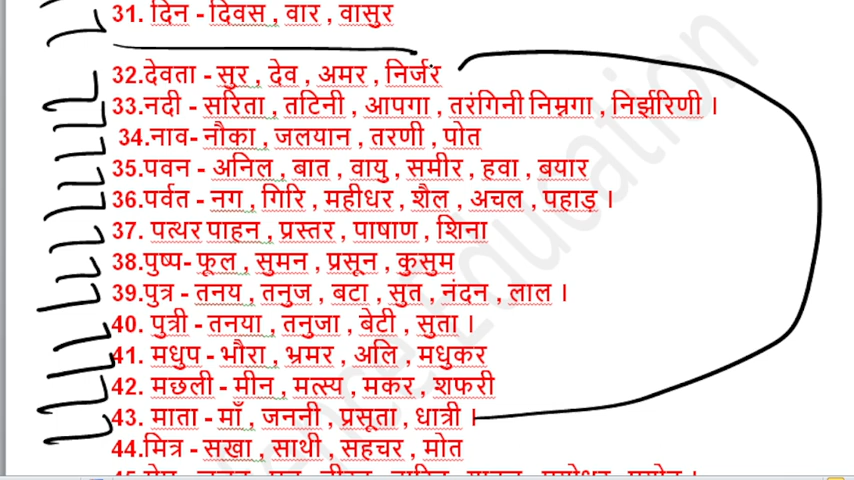 31. दिन - दिवस , वार , वासुर
32.देवता - सुर , देव , अमर , निर्जर
33.नदी - सरिता , तटिनी , आपगा , तरंगिनी निम्नगा , निर्झरिणी ।
34.नाव- नौका , जलयान , तरणी , पोत
35.पवन - अनिल , बात , वायु , समीर , हवा , बयार
36.पर्वत - नग , गिरि , महीधर , शैल , अचल , पहाड़ ।
37. पत्थर पाहन , प्रस्तर , पाषाण , शिना
38.पुष्प- फूल , सुमन , प्रसून , कुसुम
39.पुत्र - तनय , तनुज , बटा , सुत , नंदन , लाल ।
40. पुत्री - तनया , तनुजा , बेटी , सुता ।
41. मधुप - भौरा , भ्रमर , अलि , मधुकर
42. मछली - मीन , मत्स्य , मकर , शफरी
43. माता - माँ , जननी , प्रसूता , धात्री ।
44.मित्र - सखा , साथी , सहचर , मोत
Education